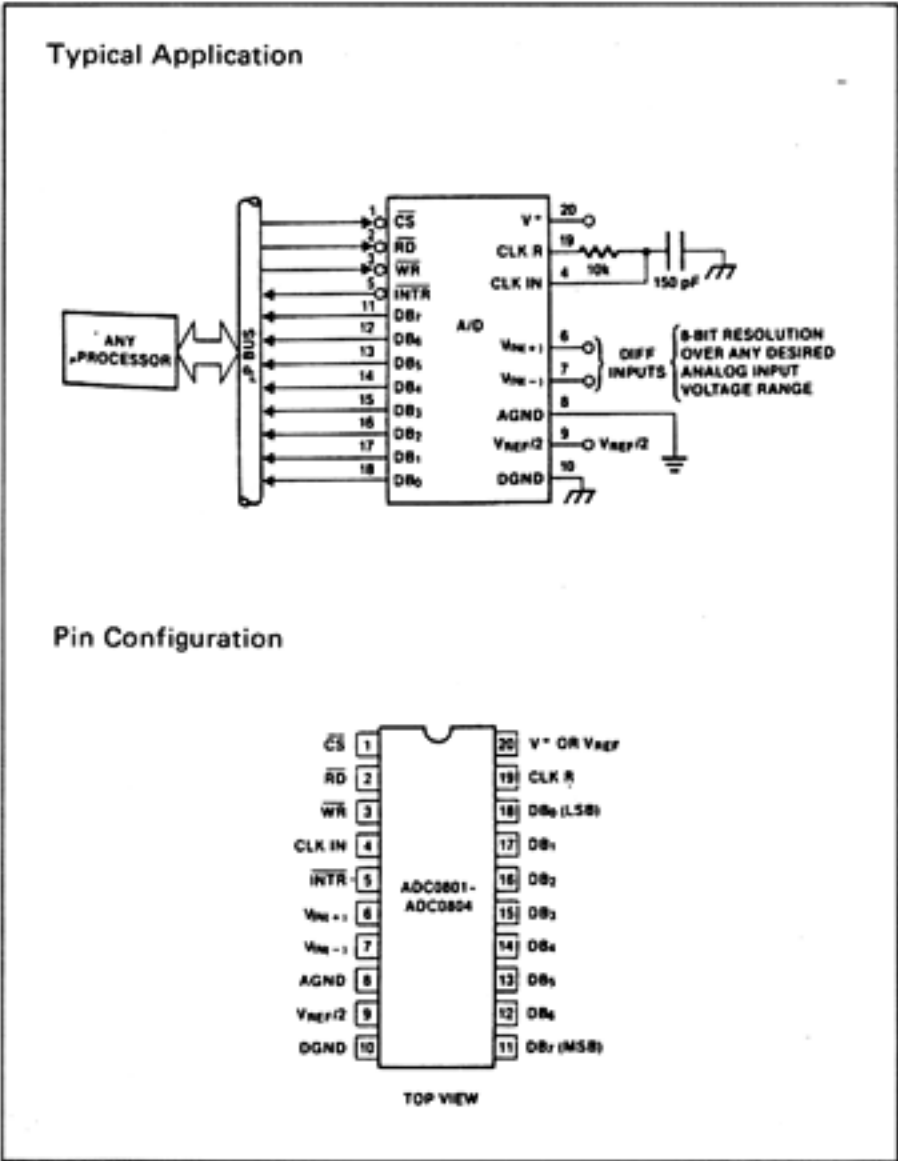 Typical Application
ANY
µPROCESSOR
µP BUS
1 CS̅
2 RD̅
3 WR̅
5 INTR̅
11 DB7
12 DB6
13 DB5
14 DB4
15 DB3
16 DB2
17 DB1
18 DB0
A/D
V+ 20
CLK R 19
10k
150 pF
CLK IN 4
VIN(+) 6
VIN(-) 7
DIFF
INPUTS
8-BIT RESOLUTION
OVER ANY DESIRED
ANALOG INPUT
VOLTAGE RANGE
AGND 8
VREF/2 9 VREF/2
DGND 10
Pin Configuration
CS̅ 1
RD̅ 2
WR̅ 3
CLK IN 4
INTR̅ 5
VIN(+) 6
VIN(-) 7
AGND 8
VREF/2 9
DGND 10
ADC0801-
ADC0804
20 V+ OR VREF
19 CLK R
18 DB0 (LSB)
17 DB1
16 DB2
15 DB3
14 DB4
13 DB5
12 DB6
11 DB7 (MSB)
TOP VIEW